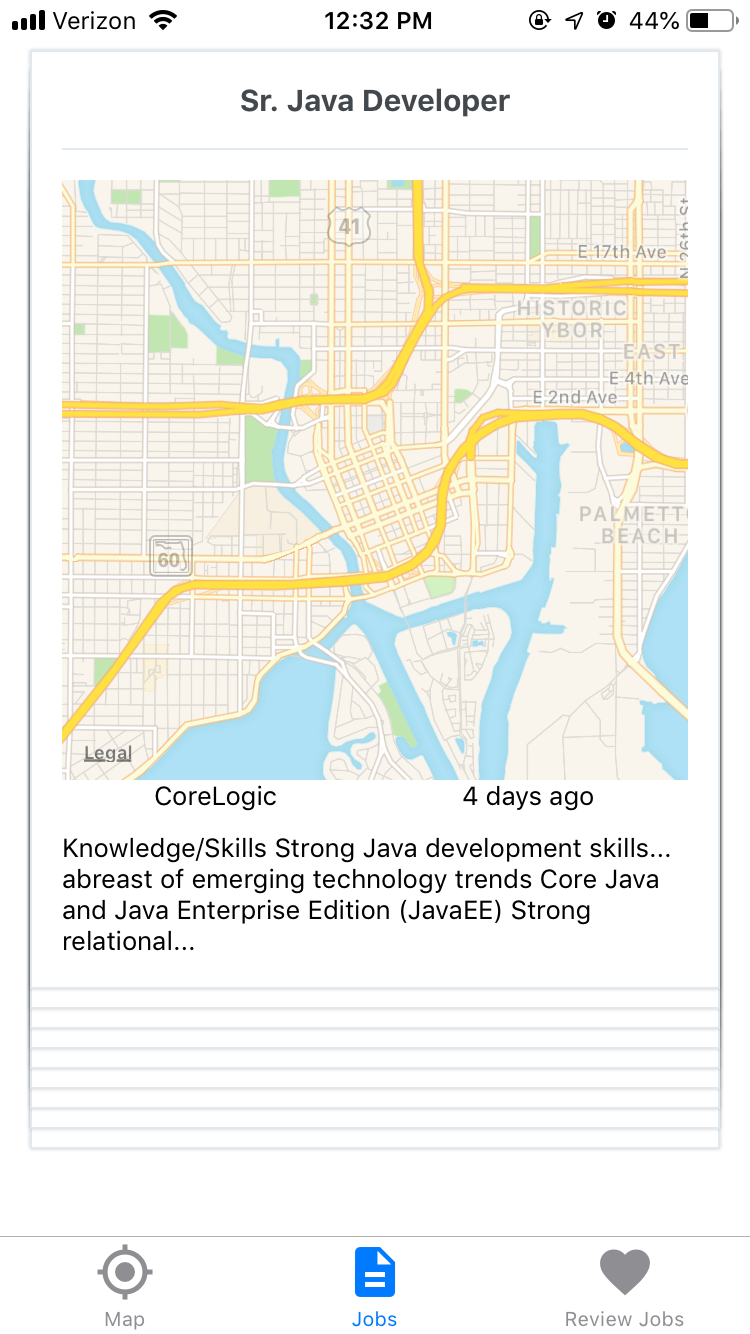 Verizon 12:32 PM 44%
Sr. Java Developer
41
E 17th Ave
N 26th St
HISTORIC
YBOR
EAST
E 4th Ave
E 2nd Ave
PALMETT
BEACH
60
Legal
CoreLogic 4 days ago
Knowledge/Skills Strong Java development skills...
abreast of emerging technology trends Core Java
and Java Enterprise Edition (JavaEE) Strong
relational...
Map Jobs Review Jobs